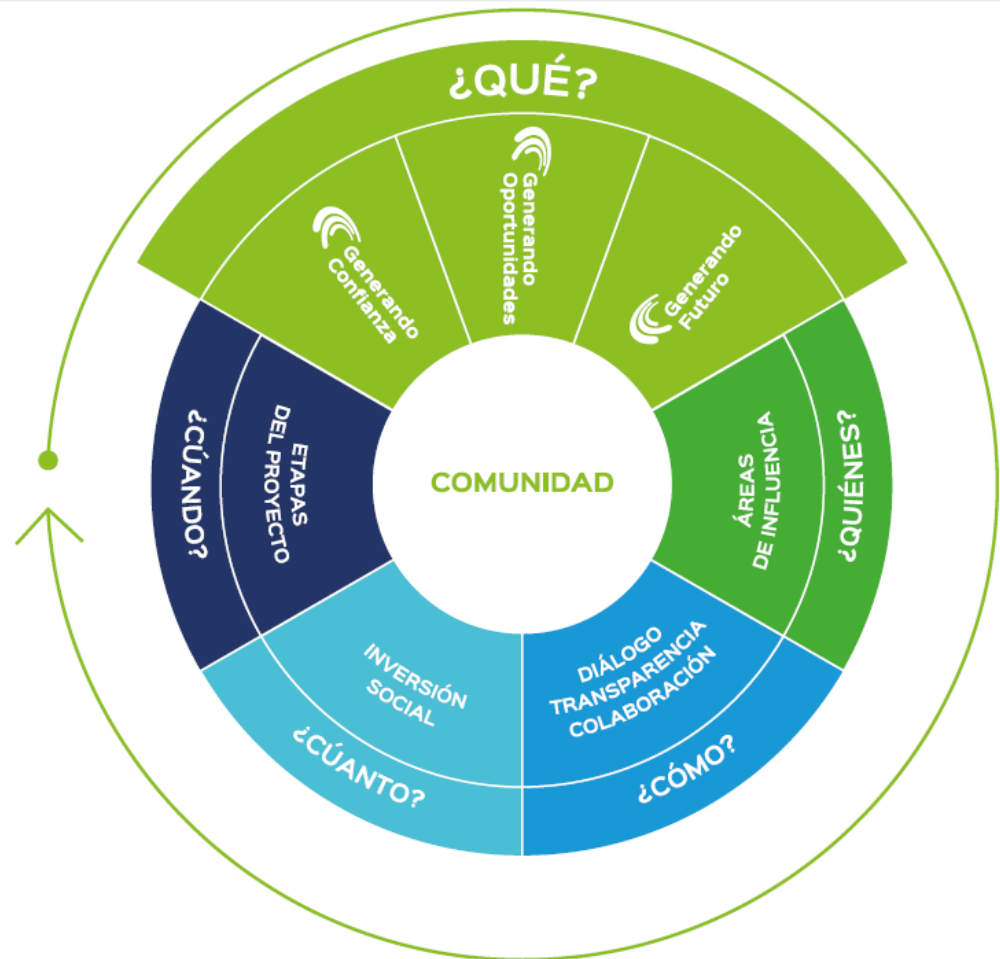 ¿QUÉ?
Generando
Confianza
Generando
Oportunidades
Generando
Futuro
¿QUIÉNES?
ÁREAS
DE INFLUENCIA
¿CÓMO?
DIÁLOGO
TRANSPARENCIA
COLABORACIÓN
¿CÚANTO?
INVERSIÓN
SOCIAL
¿CÚANDO?
ETAPAS
DEL PROYECTO
COMUNIDAD